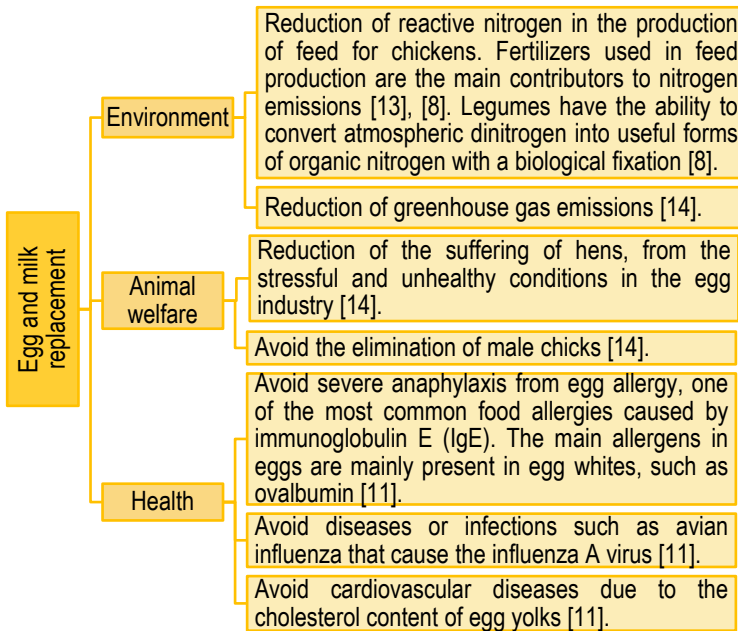 Egg and milk
replacement
Environment
Reduction of reactive nitrogen in the production
of feed for chickens. Fertilizers used in feed
production are the main contributors to nitrogen
emissions [13], [8]. Legumes have the ability to
convert atmospheric dinitrogen into useful forms
of organic nitrogen with a biological fixation [8].
Reduction of greenhouse gas emissions [14].
Animal
welfare
Reduction of the suffering of hens, from the
stressful and unhealthy conditions in the egg
industry [14].
Avoid the elimination of male chicks [14].
Health
Avoid severe anaphylaxis from egg allergy, one
of the most common food allergies caused by
immunoglobulin E (IgE). The main allergens in
eggs are mainly present in egg whites, such as
ovalbumin [11].
Avoid diseases or infections such as avian
influenza that cause the influenza A virus [11].
Avoid cardiovascular diseases due to the
cholesterol content of egg yolks [11].